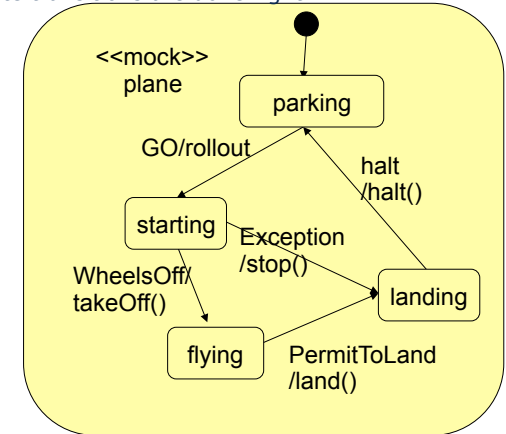 <<mock>>
plane
parking
GO/rollout
halt
/halt()
starting
Exception
/stop()
WheelsOff/
takeOff()
landing
flying
PermitToLand
/land()